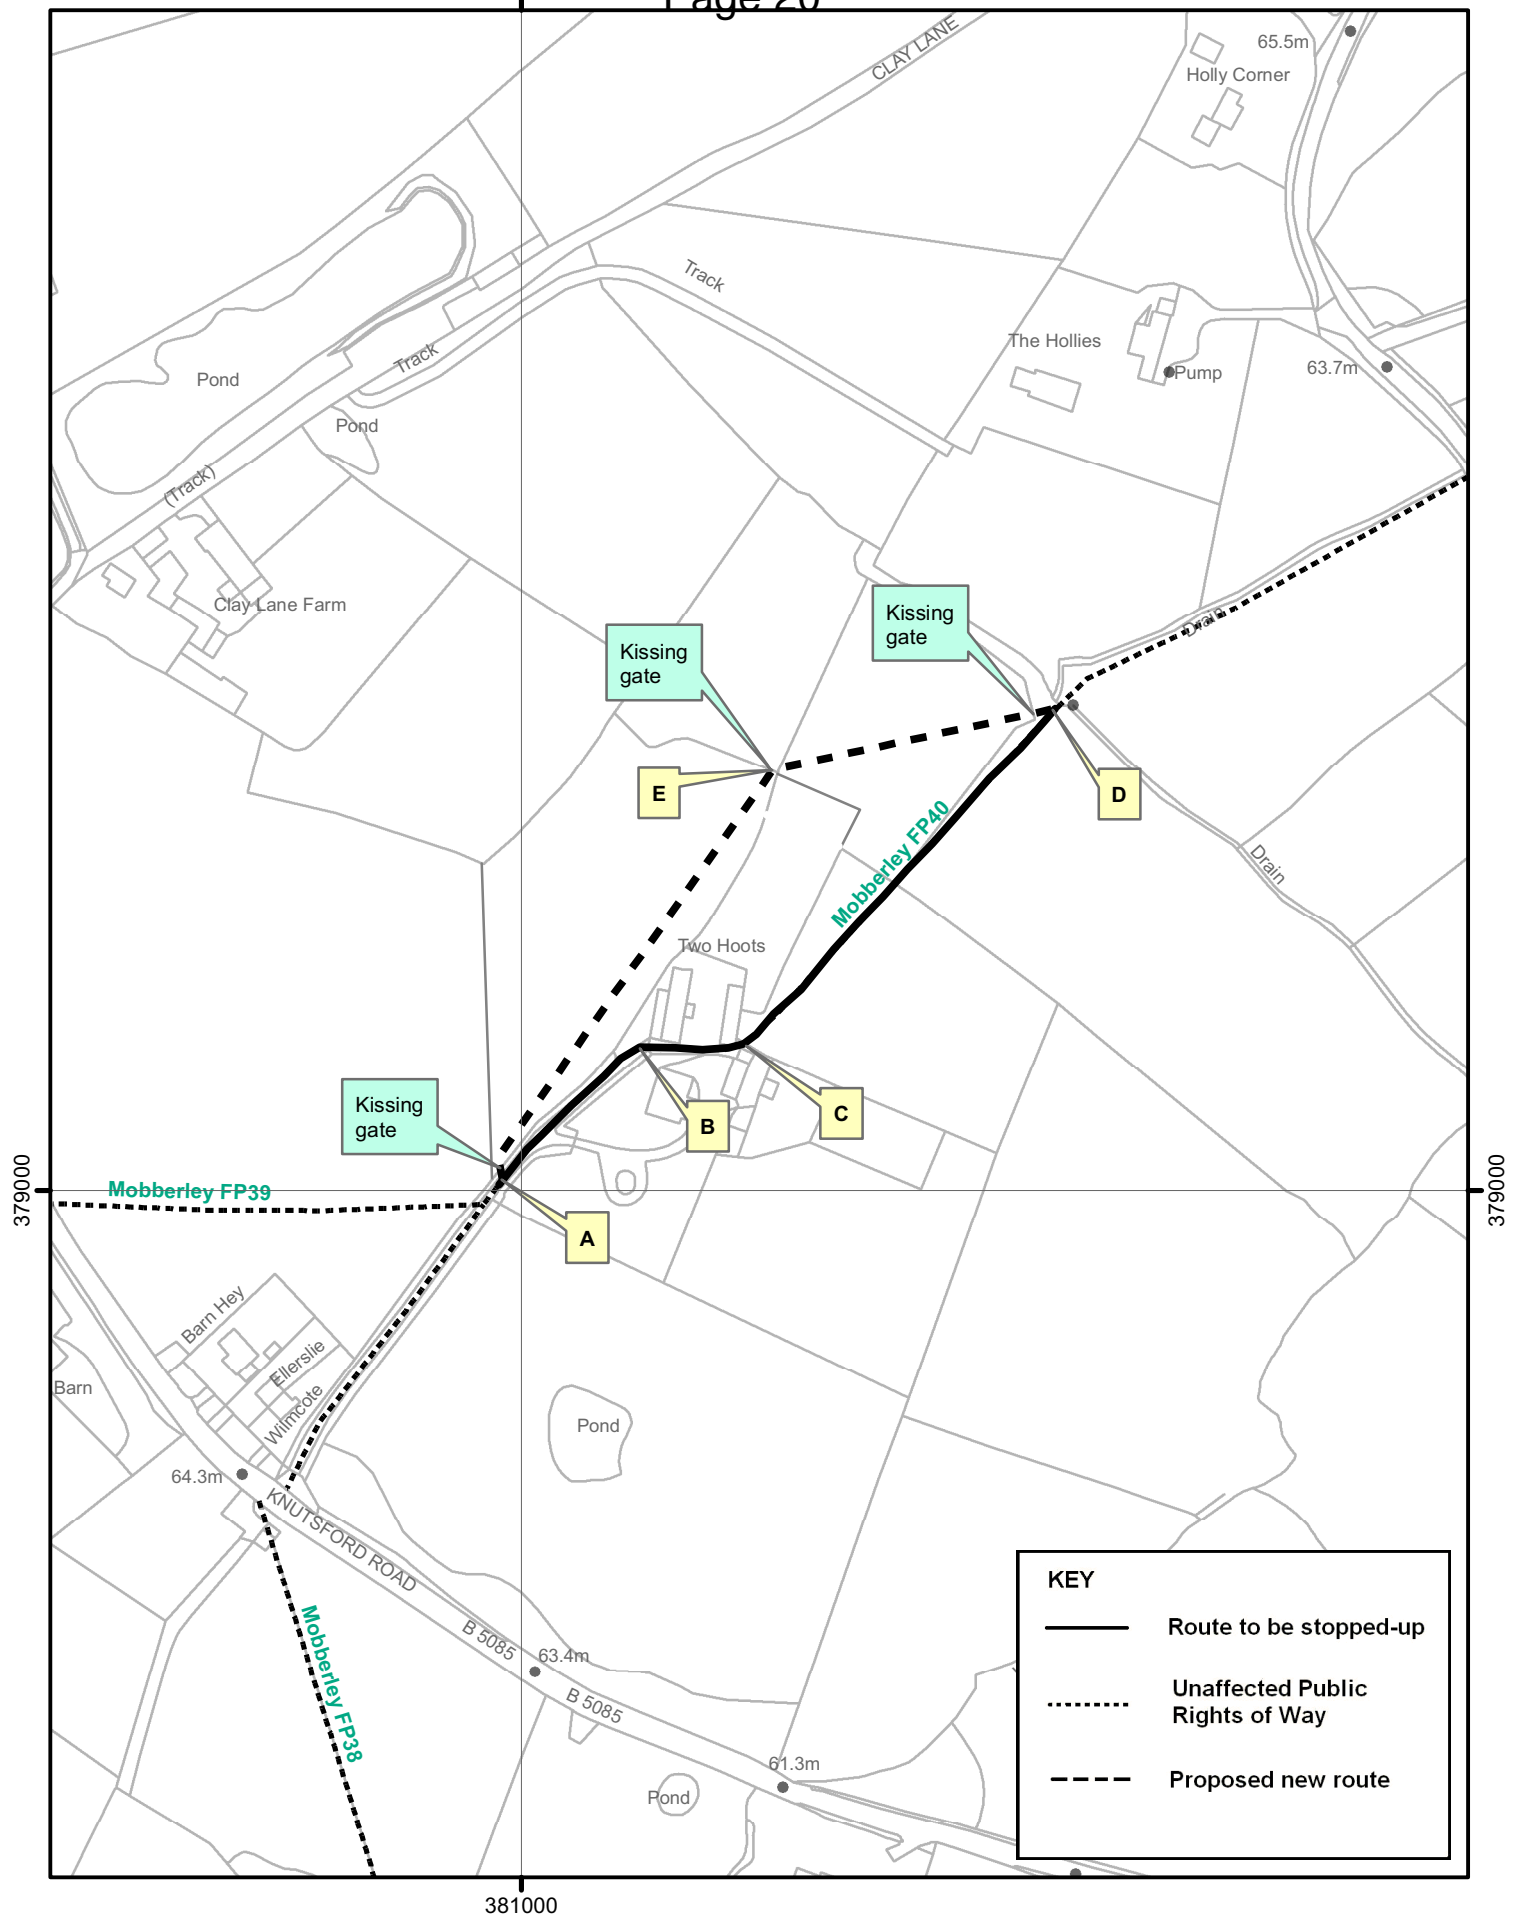 Page 20
CLAY LANE
65.5m
Holly Corner
Track
Track
The Hollies
Pump
63.7m
Pond
Pond
(Track)
Clay Lane Farm
Drain
Kissing
gate
Kissing
gate
E
D
Mobberley FP40
Drain
Two Hoots
Kissing
gate
B
C
379000
379000
Mobberley FP39
A
Barn Hey
Ellerslie
Wilmcote
Barn
Pond
64.3m
KNUTSFORD ROAD
Mobberley FP38
B 5085
63.4m
B 5085
61.3m
Pond
KEY
Route to be stopped-up
Unaffected Public
Rights of Way
Proposed new route
381000